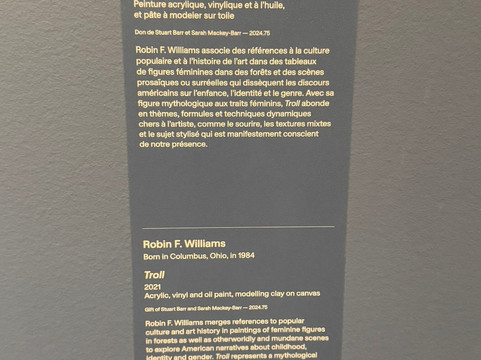 Peinture acrylique, vinylique et à l'huile,
et pâte à modeler sur toile
Don de Stuart Barr et Sarah Mackey-Barr — 2024.75
Robin F. Williams associe des références à la culture
populaire et à l'histoire de l'art dans des tableaux
de figures féminines dans des forêts et des scènes
prosaïques ou surréelles qui dissèquent les discours
américains sur l'enfance, l'identité et le genre. Avec sa
figure mythologique aux traits féminins, Troll abonde
en thèmes, formules et techniques dynamiques
chers à l'artiste, comme le sourire, les textures mixtes
et le sujet stylisé qui est manifestement conscient
de notre présence.
Robin F. Williams
Born in Columbus, Ohio, in 1984
Troll
2021
Acrylic, vinyl and oil paint, modelling clay on canvas
Gift of Stuart Barr and Sarah Mackey-Barr — 2024.75
Robin F. Williams merges references to popular
culture and art history in paintings of feminine figures
in forests as well as otherworldly and mundane scenes
to explore American narratives about childhood,
identity and gender. Troll represents a mythological